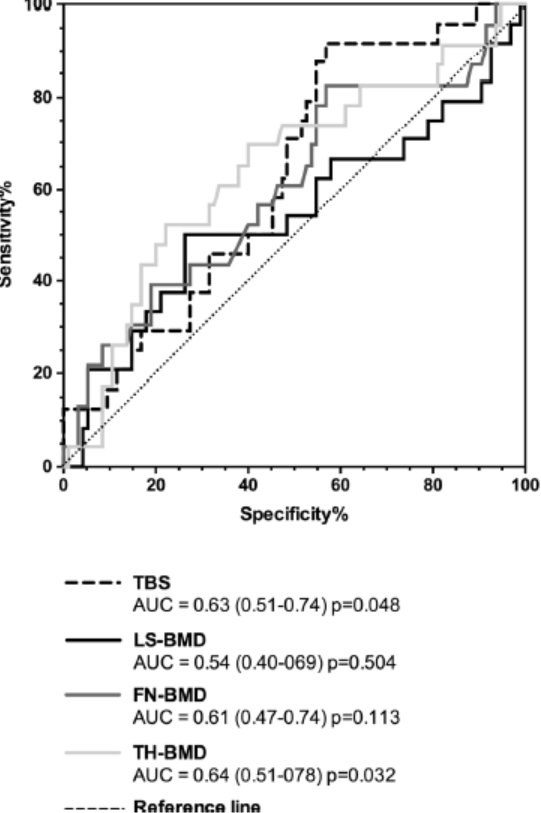 100
80
60
40
20
0
Sensitivity%
0 20 40 60 80 100
Specificity%
TBS
AUC = 0.63 (0.51-0.74) p=0.048
LS-BMD
AUC = 0.54 (0.40-069) p=0.504
FN-BMD
AUC = 0.61 (0.47-0.74) p=0.113
TH-BMD
AUC = 0.64 (0.51-078) p=0.032
Reference line